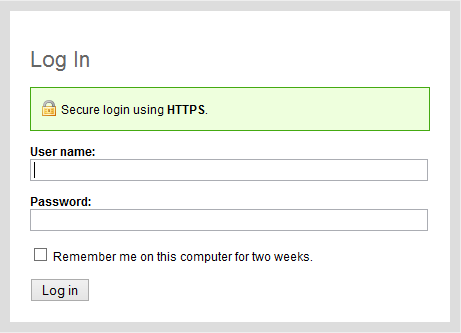 Log In
Secure login using HTTPS.
User name:
Password:
Remember me on this computer for two weeks.
Log in